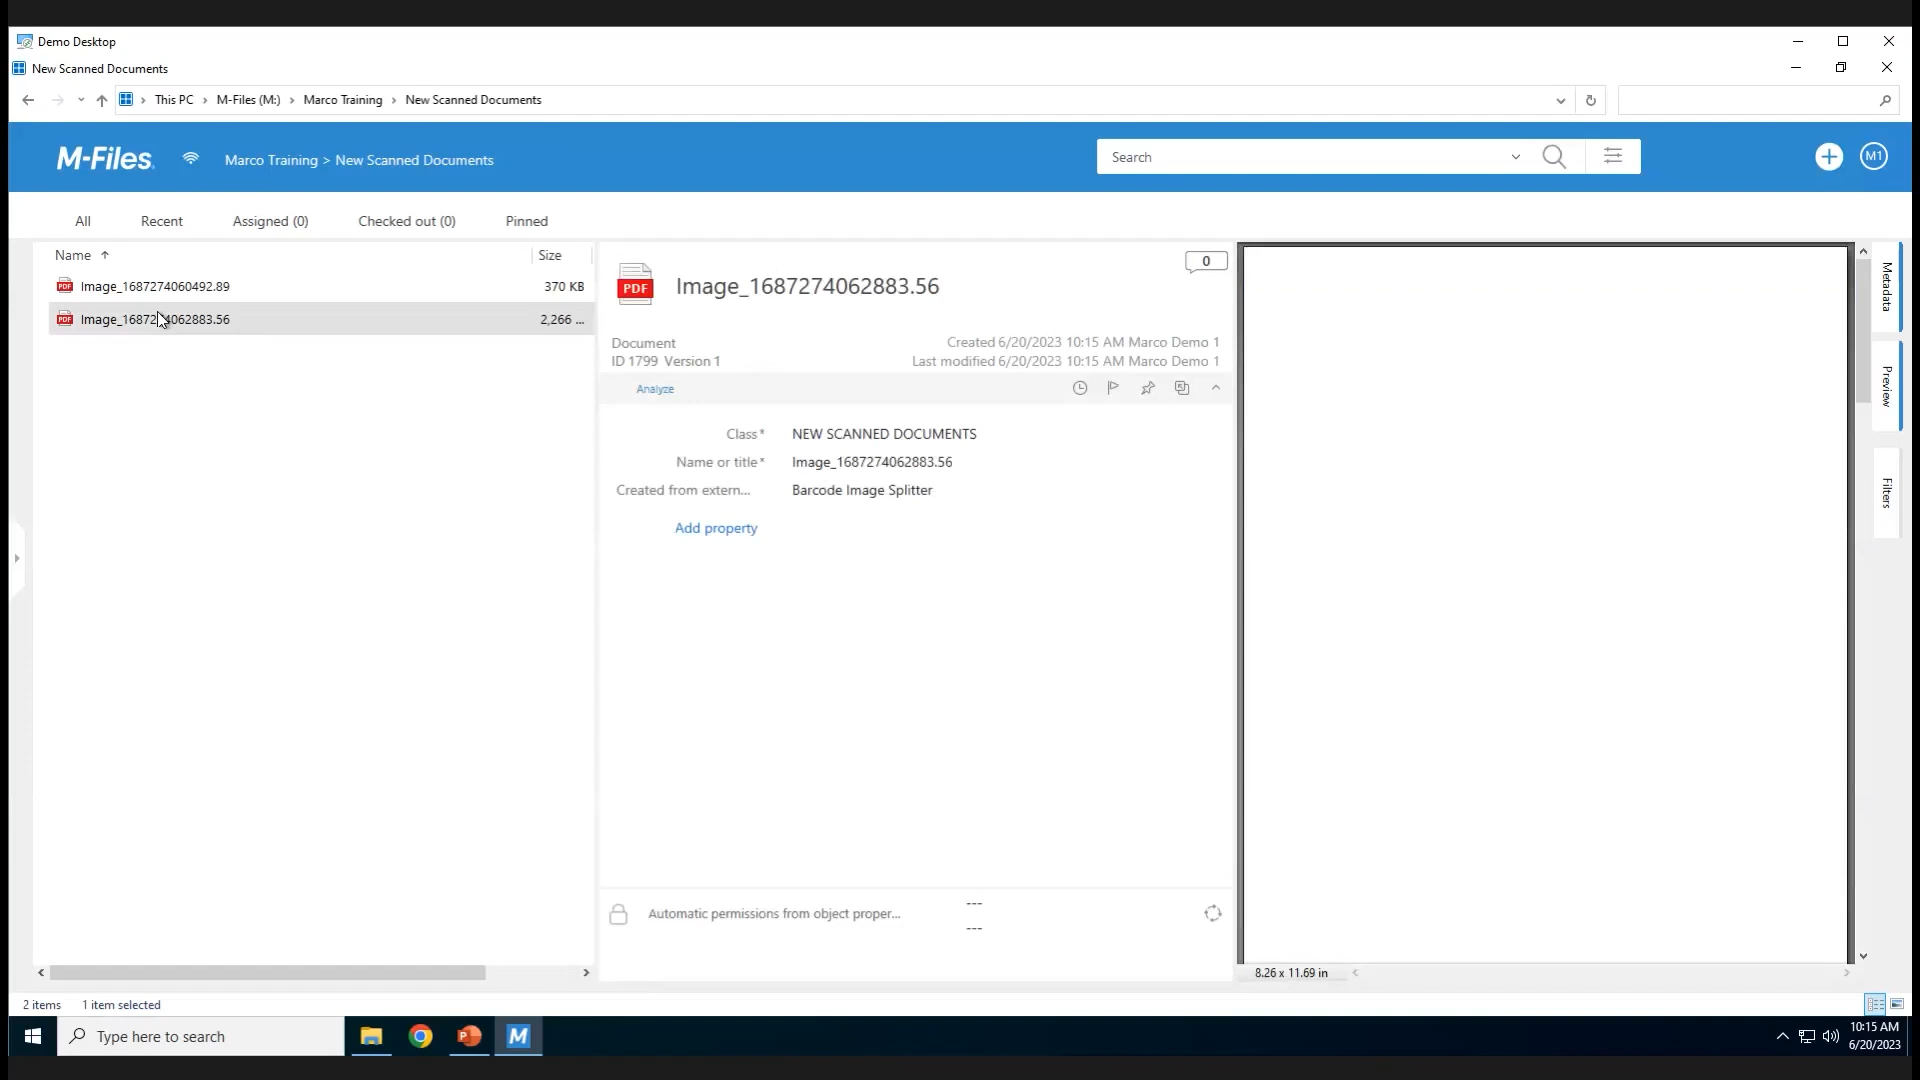 Demo Desktop
New Scanned Documents
This PC > M-Files (M:) > Marco Training > New Scanned Documents
M-Files
Marco Training > New Scanned Documents
Search
M1
All Recent Assigned (0) Checked out (0) Pinned
Name Size
Image_1687274060492.89 370 KB
Image_1687274062883.56 2,266 ...
PDF
Image_1687274062883.56
0
Document
Created 6/20/2023 10:15 AM Marco Demo 1
ID 1799 Version 1
Last modified 6/20/2023 10:15 AM Marco Demo 1
Analyze
Class* NEW SCANNED DOCUMENTS
Name or title* Image_1687274062883.56
Created from extern... Barcode Image Splitter
Add property
Automatic permissions from object proper...
---
---
8.26 x 11.69 in
Metadata
Preview
Filters
2 items 1 item selected
Type here to search
10:15 AM
6/20/2023